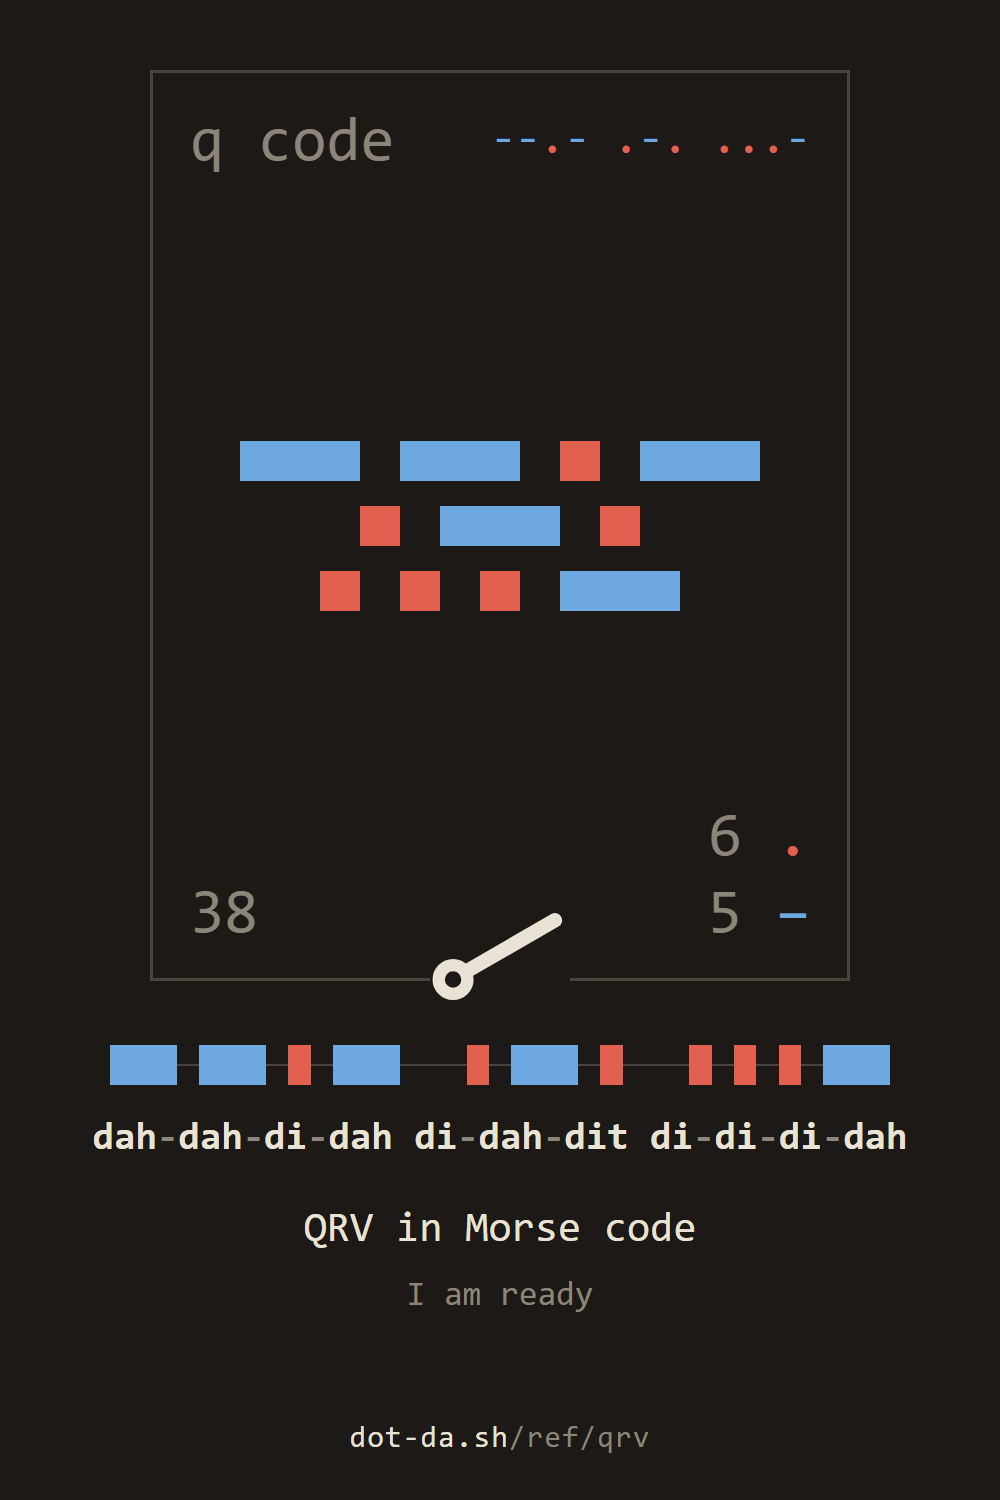 q code --.- .-. ...-
6 .
38 5 -
dah-dah-di-dah di-dah-dit di-di-di-dah
QRV in Morse code
I am ready
dot-da.sh/ref/qrv